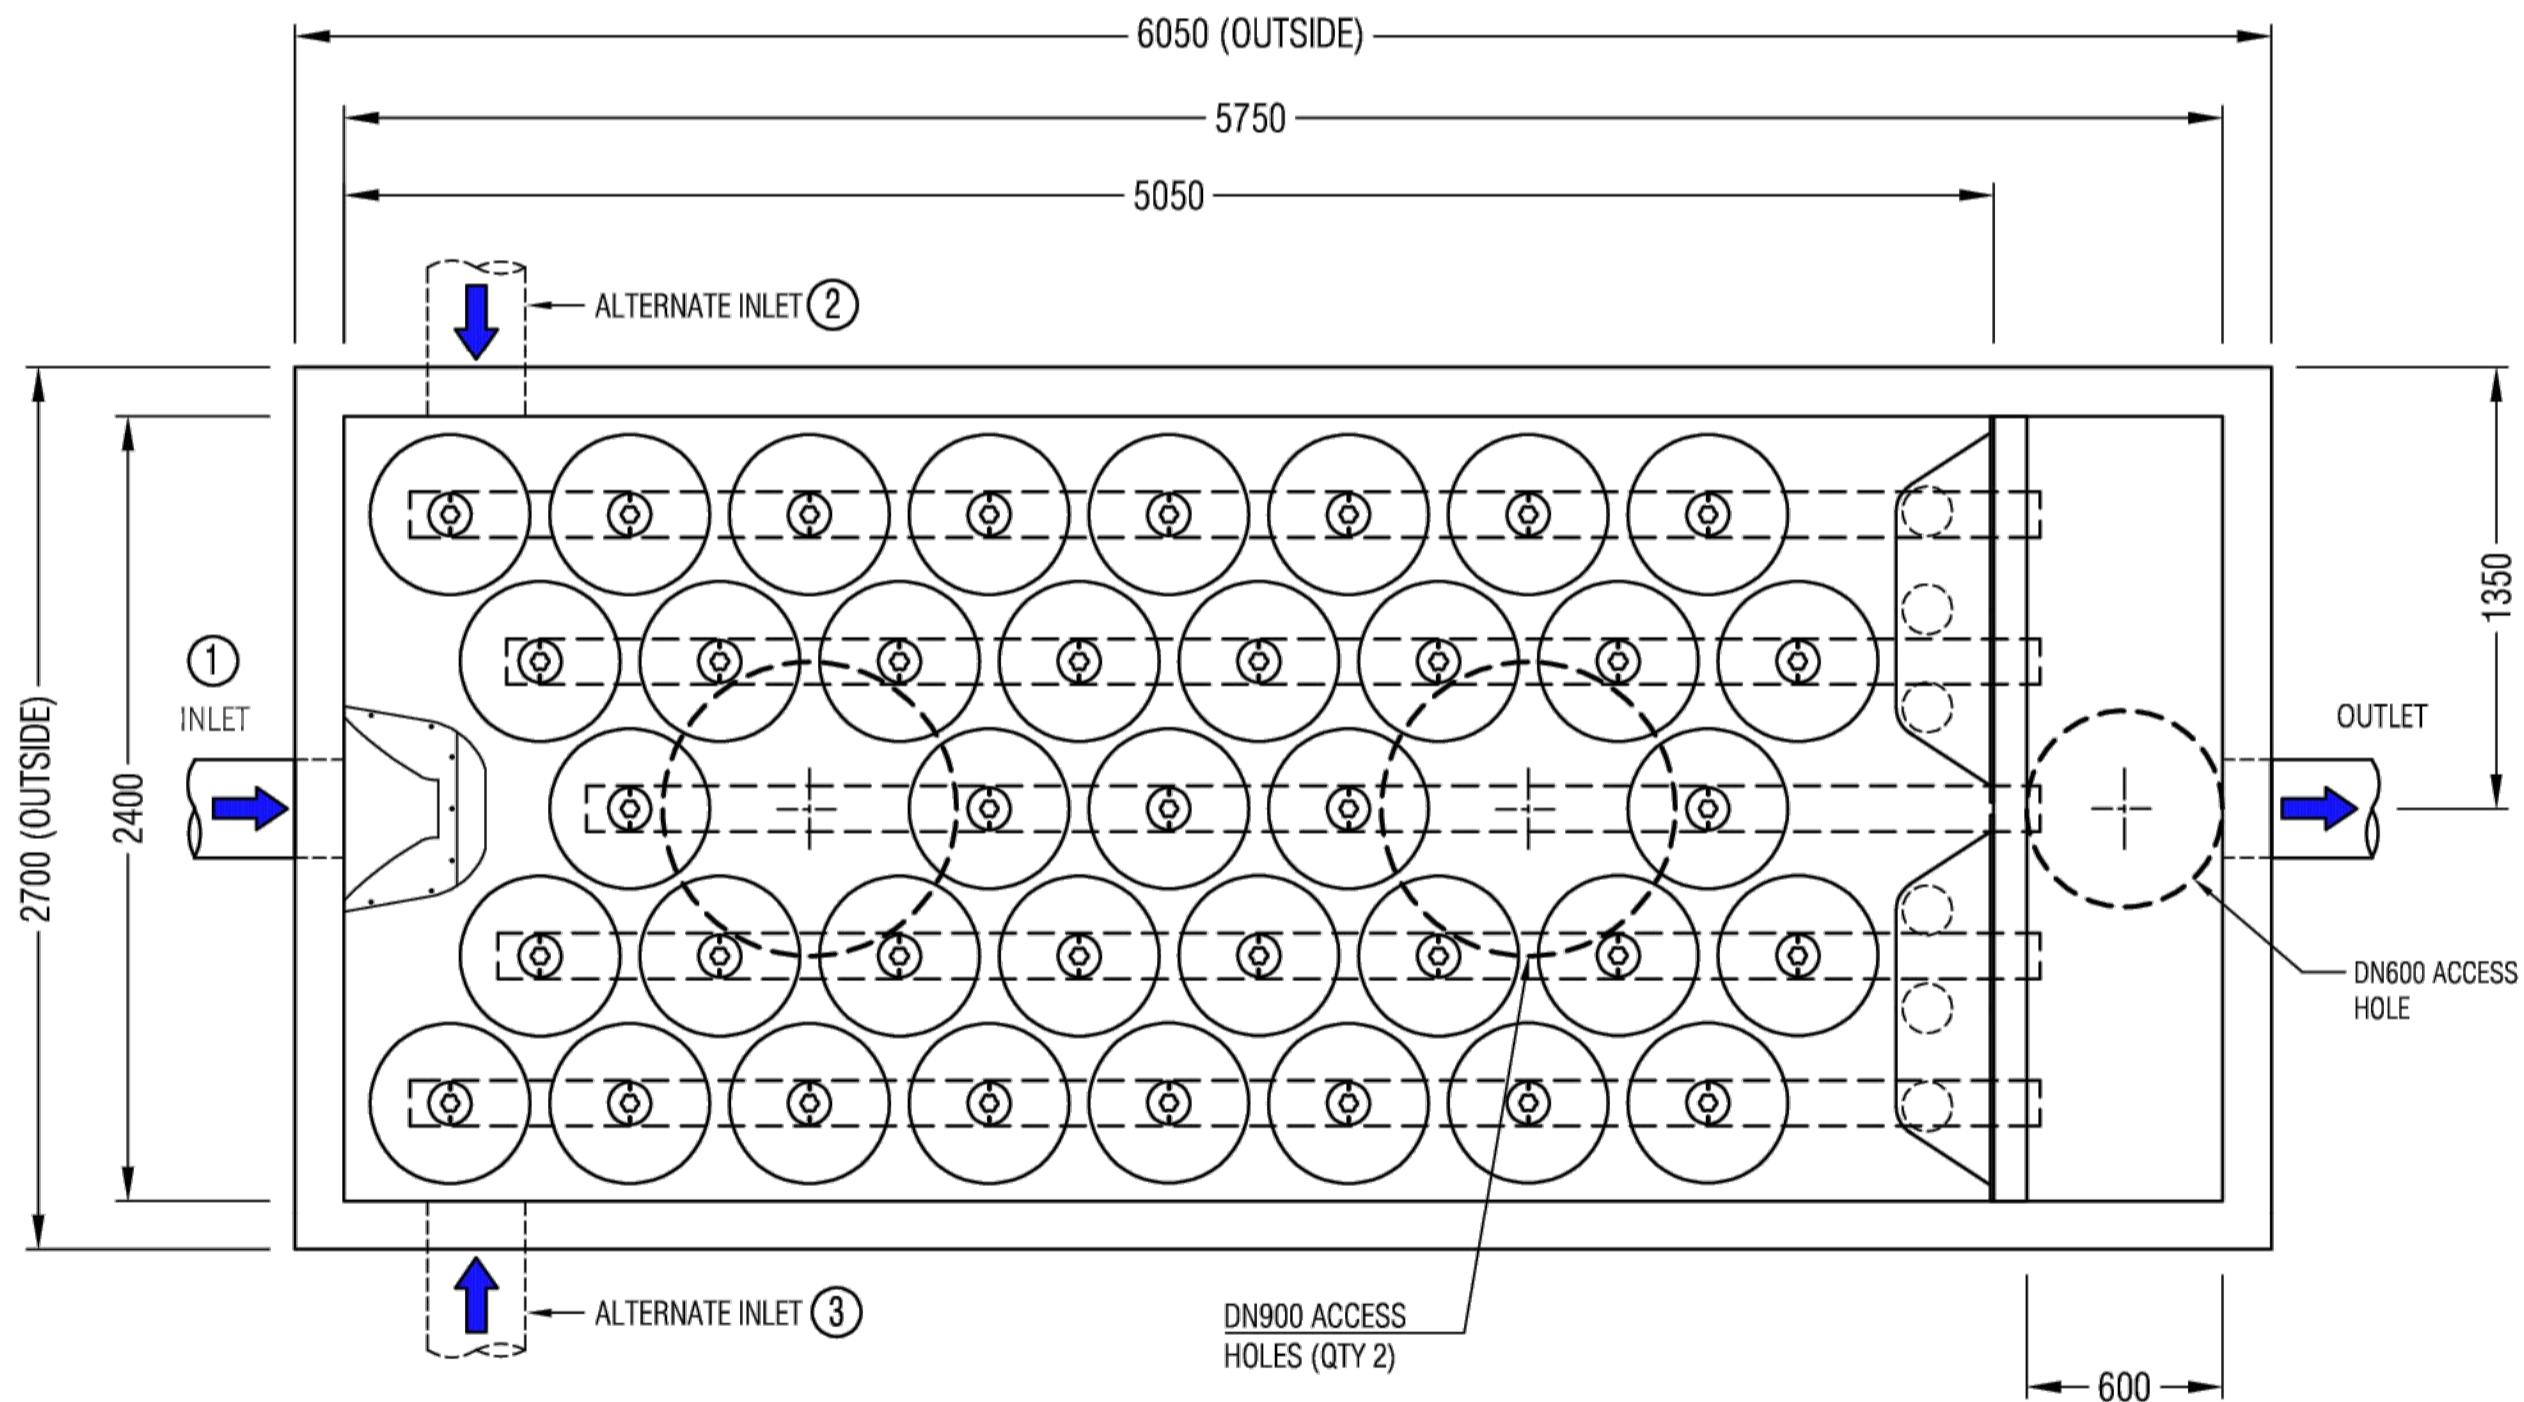 6050 (OUTSIDE)
5750
5050
ALTERNATE INLET 2
1350
1
INLET
OUTLET
2700 (OUTSIDE)
2400
DN600 ACCESS
HOLE
ALTERNATE INLET 3
DN900 ACCESS
HOLES (QTY 2)
600